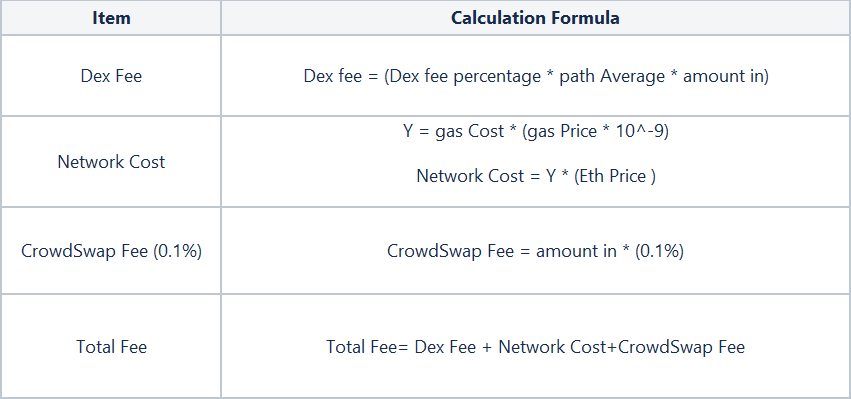 Item
Calculation Formula
Dex Fee
Dex fee = (Dex fee percentage * path Average * amount in)
Network Cost
Y = gas Cost * (gas Price * 10^-9)
Network Cost = Y * (Eth Price )
CrowdSwap Fee (0.1%)
CrowdSwap Fee = amount in * (0.1%)
Total Fee
Total Fee= Dex Fee + Network Cost+CrowdSwap Fee